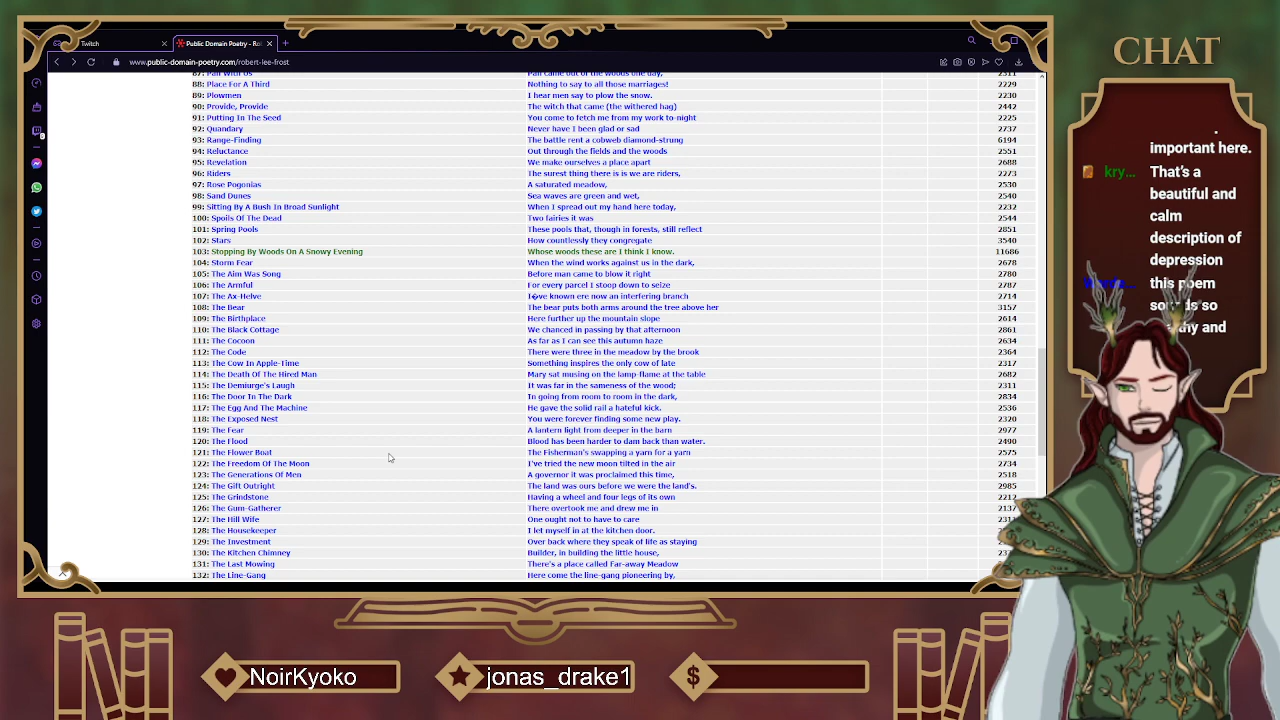 Twitch
Public Domain Poetry - Ro
www.public-domain-poetry.com/robert-lee-frost
87: Pan With Us Pan came out of the woods one day, 2311
88: Place For A Third Nothing to say to all those marriages! 2229
89: Plowmen I hear men say to plow the snow. 2230
90: Provide, Provide The witch that came (the withered hag) 2442
91: Putting In The Seed You come to fetch me from my work to-night 2225
92: Quandary Never have I been glad or sad 2737
93: Range-Finding The battle rent a cobweb diamond-strung 6194
94: Reluctance Out through the fields and the woods 2551
95: Revelation We make ourselves a place apart 2688
96: Riders The surest thing there is is we are riders, 2273
97: Rose Pogonias A saturated meadow, 2530
98: Sand Dunes Sea waves are green and wet, 2540
99: Sitting By A Bush In Broad Sunlight When I spread out my hand here today, 2232
100: Spoils Of The Dead Two fairies it was 2544
101: Spring Pools These pools that, though in forests, still reflect 2851
102: Stars How countlessly they congregate 3540
103: Stopping By Woods On A Snowy Evening Whose woods these are I think I know. 11686
104: Storm Fear When the wind works against us in the dark, 2678
105: The Aim Was Song Before man came to blow it right 2780
106: The Armful For every parcel I stoop down to seize 2787
107: The Ax-Helve I�ve known ere now an interfering branch 2714
108: The Bear The bear puts both arms around the tree above her 3157
109: The Birthplace Here further up the mountain slope 2614
110: The Black Cottage We chanced in passing by that afternoon 2861
111: The Cocoon As far as I can see this autumn haze 2634
112: The Code There were three in the meadow by the brook 2364
113: The Cow In Apple-Time Something inspires the only cow of late 2317
114: The Death Of The Hired Man Mary sat musing on the lamp-flame at the table 2682
115: The Demiurge's Laugh It was far in the sameness of the wood; 2311
116: The Door In The Dark In going from room to room in the dark, 2834
117: The Egg And The Machine He gave the solid rail a hateful kick. 2536
118: The Exposed Nest You were forever finding some new play. 2320
119: The Fear A lantern light from deeper in the barn 2977
120: The Flood Blood has been harder to dam back than water. 2490
121: The Flower Boat The Fisherman's swapping a yarn for a yarn 2575
122: The Freedom Of The Moon I've tried the new moon tilted in the air 2734
123: The Generations Of Men A governor it was proclaimed this time, 2518
124: The Gift Outright The land was ours before we were the land's. 2985
125: The Grindstone Having a wheel and four legs of its own 2212
126: The Gum-Gatherer There overtook me and drew me in 2137
127: The Hill Wife One ought not to have to care
128: The Housekeeper I let myself in at the kitchen door.
129: The Investment Over back where they speak of life as staying
130: The Kitchen Chimney Builder, in building the little house,
131: The Last Mowing There's a place called Far-away Meadow
132: The Line-Gang Here come the line-gang pioneering by,
CHAT
important here.
kry... That's a
beautiful and
calm
description of
depression
this poem
so
and
NoirKyoko
jonas_drake1
$